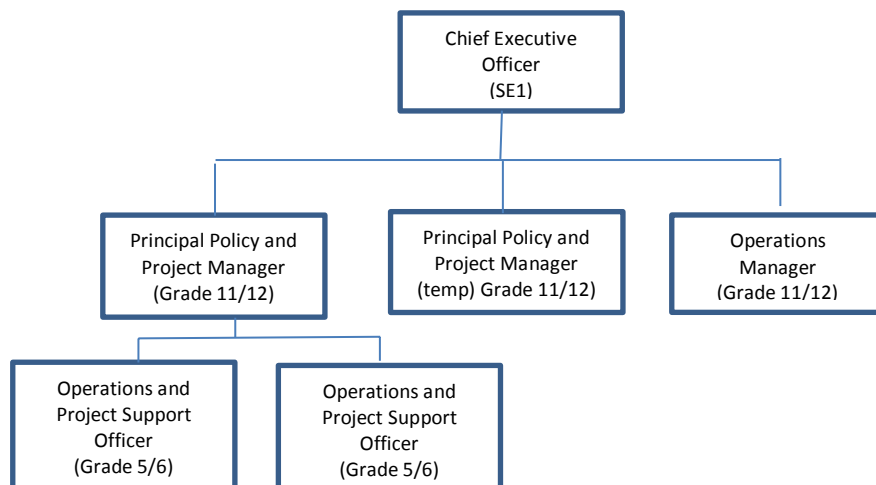 Chief Executive
Officer
(SE1)
Principal Policy and
Project Manager
(Grade 11/12)
Principal Policy and
Project Manager
(temp) Grade 11/12)
Operations
Manager
(Grade 11/12)
Operations and
Project Support
Officer
(Grade 5/6)
Operations and
Project Support
Officer
(Grade 5/6)